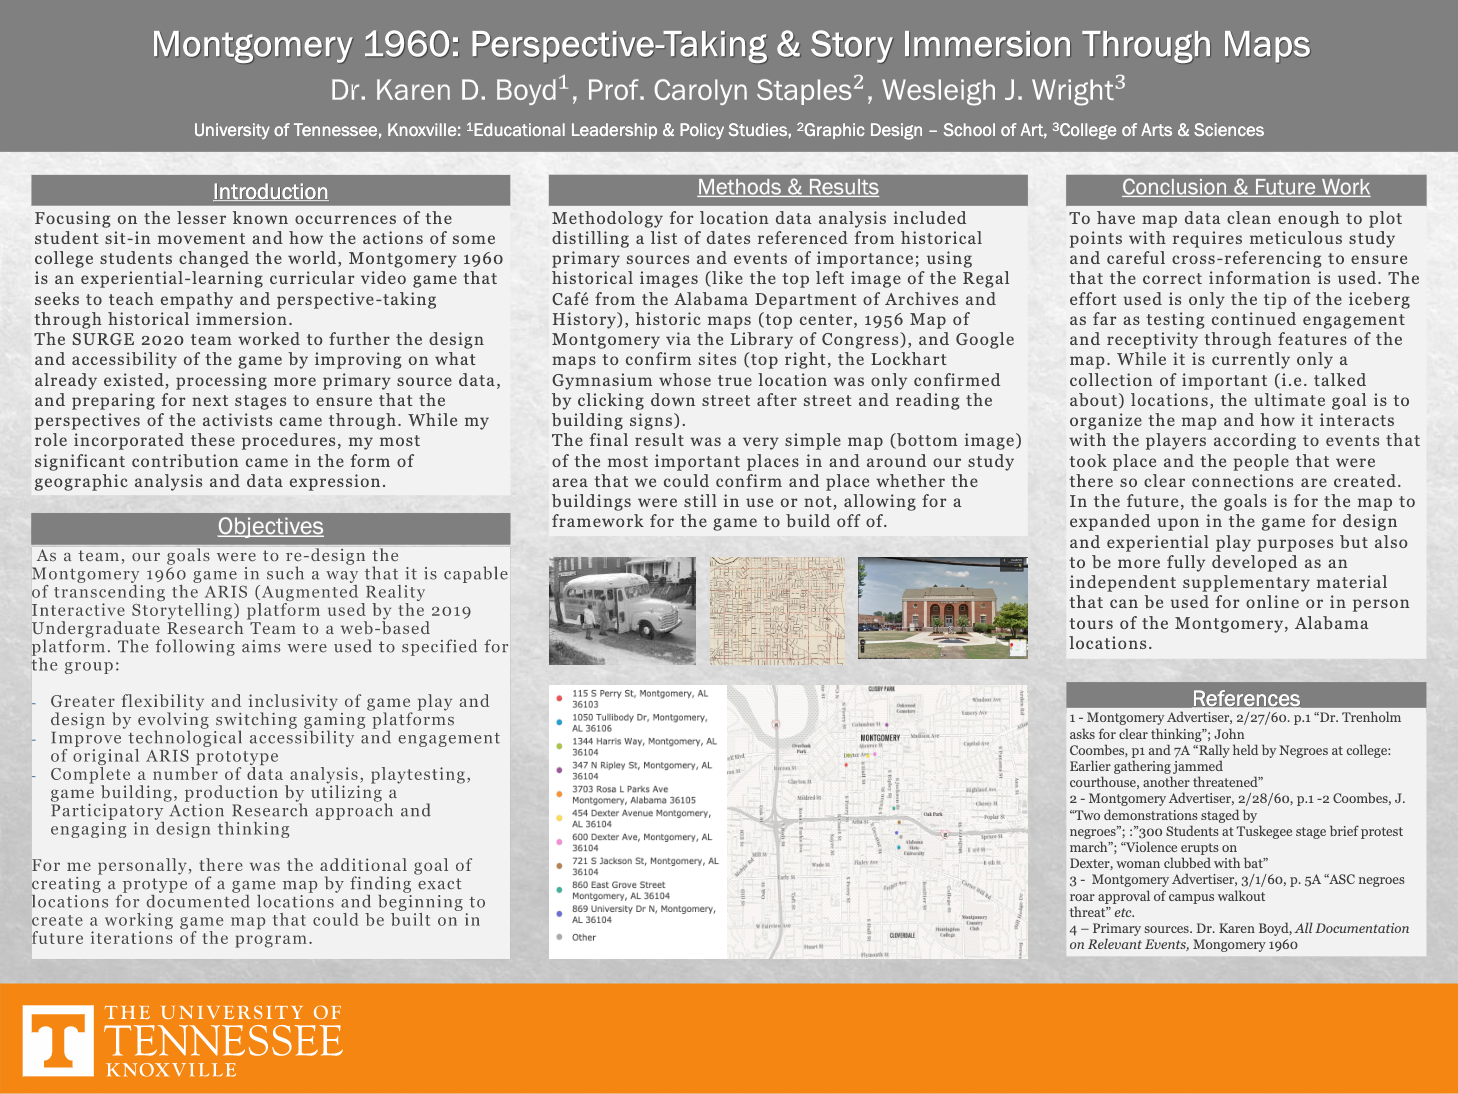 Montgomery 1960: Perspective-Taking & Story Immersion Through Maps
Dr. Karen D. Boyd¹, Prof. Carolyn Staples², Wesleigh J. Wright³
University of Tennessee, Knoxville: ¹Educational Leadership & Policy Studies, ²Graphic Design – School of Art, ³College of Arts & Sciences
Introduction
Focusing on the lesser known occurrences of the
student sit-in movement and how the actions of some
college students changed the world, Montgomery 1960
is an experiential-learning curricular video game that
seeks to teach empathy and perspective-taking
through historical immersion.
The SURGE 2020 team worked to further the design
and accessibility of the game by improving on what
already existed, processing more primary source data,
and preparing for next stages to ensure that the
perspectives of the activists came through. While my
role incorporated these procedures, my most
significant contribution came in the form of
geographic analysis and data expression.
Objectives
As a team, our goals were to re-design the
Montgomery 1960 game in such a way that it is capable
of transcending the ARIS (Augmented Reality
Interactive Storytelling) platform used by the 2019
Undergraduate Research Team to a web-based
platform. The following aims were used to specified for
the group:
- Greater flexibility and inclusivity of game play and
design by evolving switching gaming platforms
- Improve technological accessibility and engagement
of original ARIS prototype
- Complete a number of data analysis, playtesting,
game building, production by utilizing a
Participatory Action Research approach and
engaging in design thinking
For me personally, there was the additional goal of
creating a protype of a game map by finding exact
locations for documented locations and beginning to
create a working game map that could be built on in
future iterations of the program.
Methods & Results
Methodology for location data analysis included
distilling a list of dates referenced from historical
primary sources and events of importance; using
historical images (like the top left image of the Regal
Café from the Alabama Department of Archives and
History), historic maps (top center, 1956 Map of
Montgomery via the Library of Congress), and Google
maps to confirm sites (top right, the Lockhart
Gymnasium whose true location was only confirmed
by clicking down street after street and reading the
building signs).
The final result was a very simple map (bottom image)
of the most important places in and around our study
area that we could confirm and place whether the
buildings were still in use or not, allowing for a
framework for the game to build off of.
115 S Perry St, Montgomery, AL
36103
1050 Tullibody Dr, Montgomery,
AL 36106
1344 Harris Way, Montgomery, AL
36104
347 N Ripley St, Montgomery, AL
36104
3703 Rosa L Parks Ave
Montgomery, Alabama 36105
454 Dexter Avenue Montgomery,
AL 36104
600 Dexter Ave, Montgomery, AL
36104
721 S Jackson St, Montgomery, AL
36104
860 East Grove Street
Montgomery, AL 36104
869 University Dr N, Montgomery,
AL 36104
Other
CLISBY PARK
MONTGOMERY
Oak Park
Alabama
State
University
Montgomery
Country
Club
Huntingdon
College
CLOVERDALE
Conclusion & Future Work
To have map data clean enough to plot
points with requires meticulous study
and careful cross-referencing to ensure
that the correct information is used. The
effort used is only the tip of the iceberg
as far as testing continued engagement
and receptivity through features of the
map. While it is currently only a
collection of important (i.e. talked
about) locations, the ultimate goal is to
organize the map and how it interacts
with the players according to events that
took place and the people that were
there so clear connections are created.
In the future, the goals is for the map to
expanded upon in the game for design
and experiential play purposes but also
to be more fully developed as an
independent supplementary material
that can be used for online or in person
tours of the Montgomery, Alabama
locations.
References
1 - Montgomery Advertiser, 2/27/60. p.1 “Dr. Trenholm
asks for clear thinking”; John
Coombes, p1 and 7A “Rally held by Negroes at college:
Earlier gathering jammed
courthouse, another threatened”
2 - Montgomery Advertiser, 2/28/60, p.1 -2 Coombes, J.
“Two demonstrations staged by
negroes”; :”300 Students at Tuskegee stage brief protest
march”; “Violence erupts on
Dexter, woman clubbed with bat”
3 - Montgomery Advertiser, 3/1/60, p. 5A “ASC negroes
roar approval of campus walkout
threat” etc.
4 – Primary sources. Dr. Karen Boyd, All Documentation
on Relevant Events, Mongomery 1960
T
THE UNIVERSITY OF
TENNESSEE
KNOXVILLE